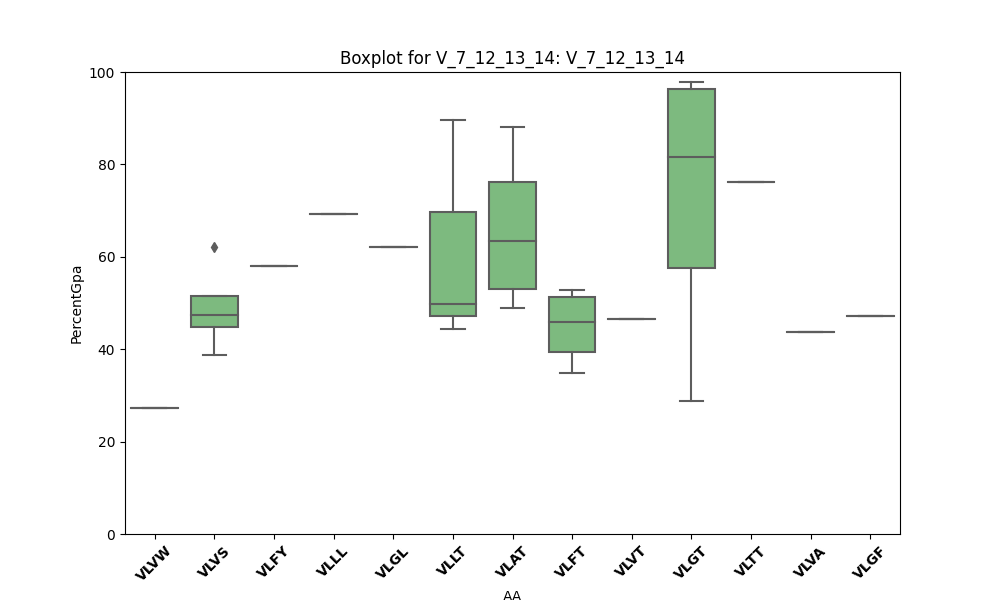 Boxplot for V_7_12_13_14: V_7_12_13_14
PercentGpa
100
80
60
40
20
0
VLVW VLVS VLFY VLLL VLGL VLLT VLAT VLFT VLVT VLGT VLTT VLVA VLGF
AA